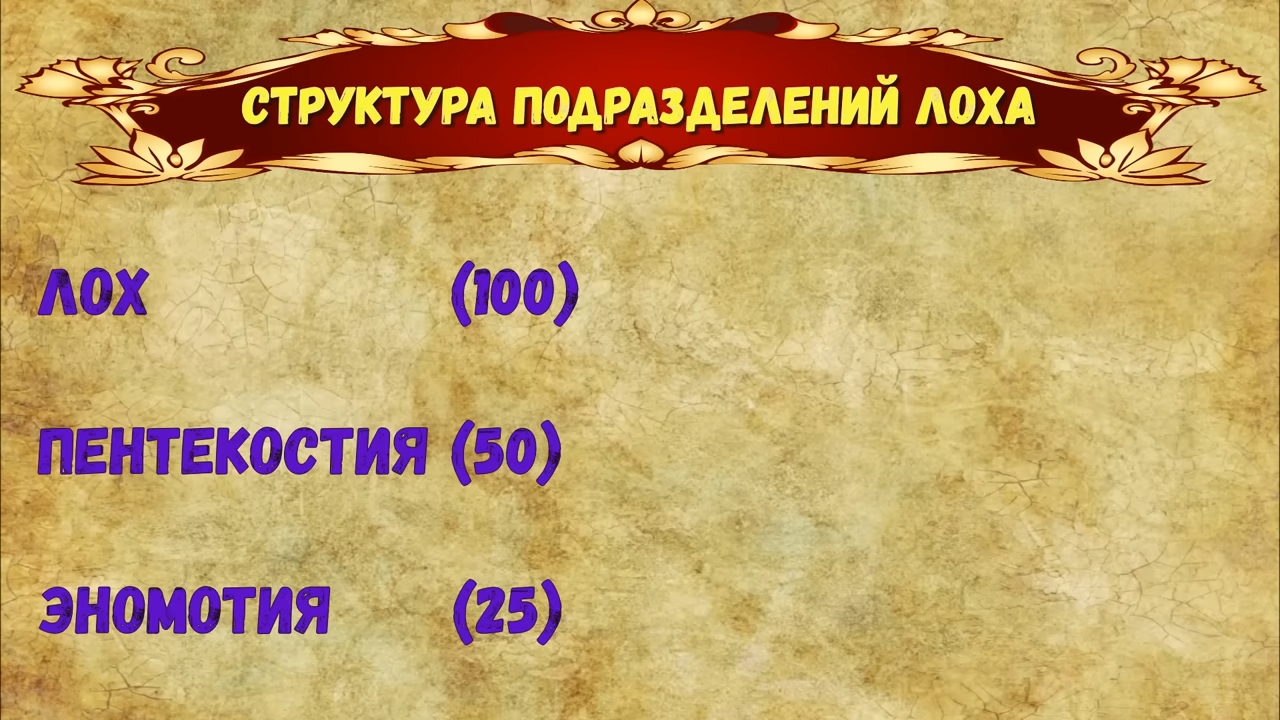 СТРУКТУРА ПОДРАЗДЕЛЕНИЙ ЛОХА
ЛОХ (100)
ПЕНТЕКОСТИЯ (50)
ЭНОМОТИЯ (25)